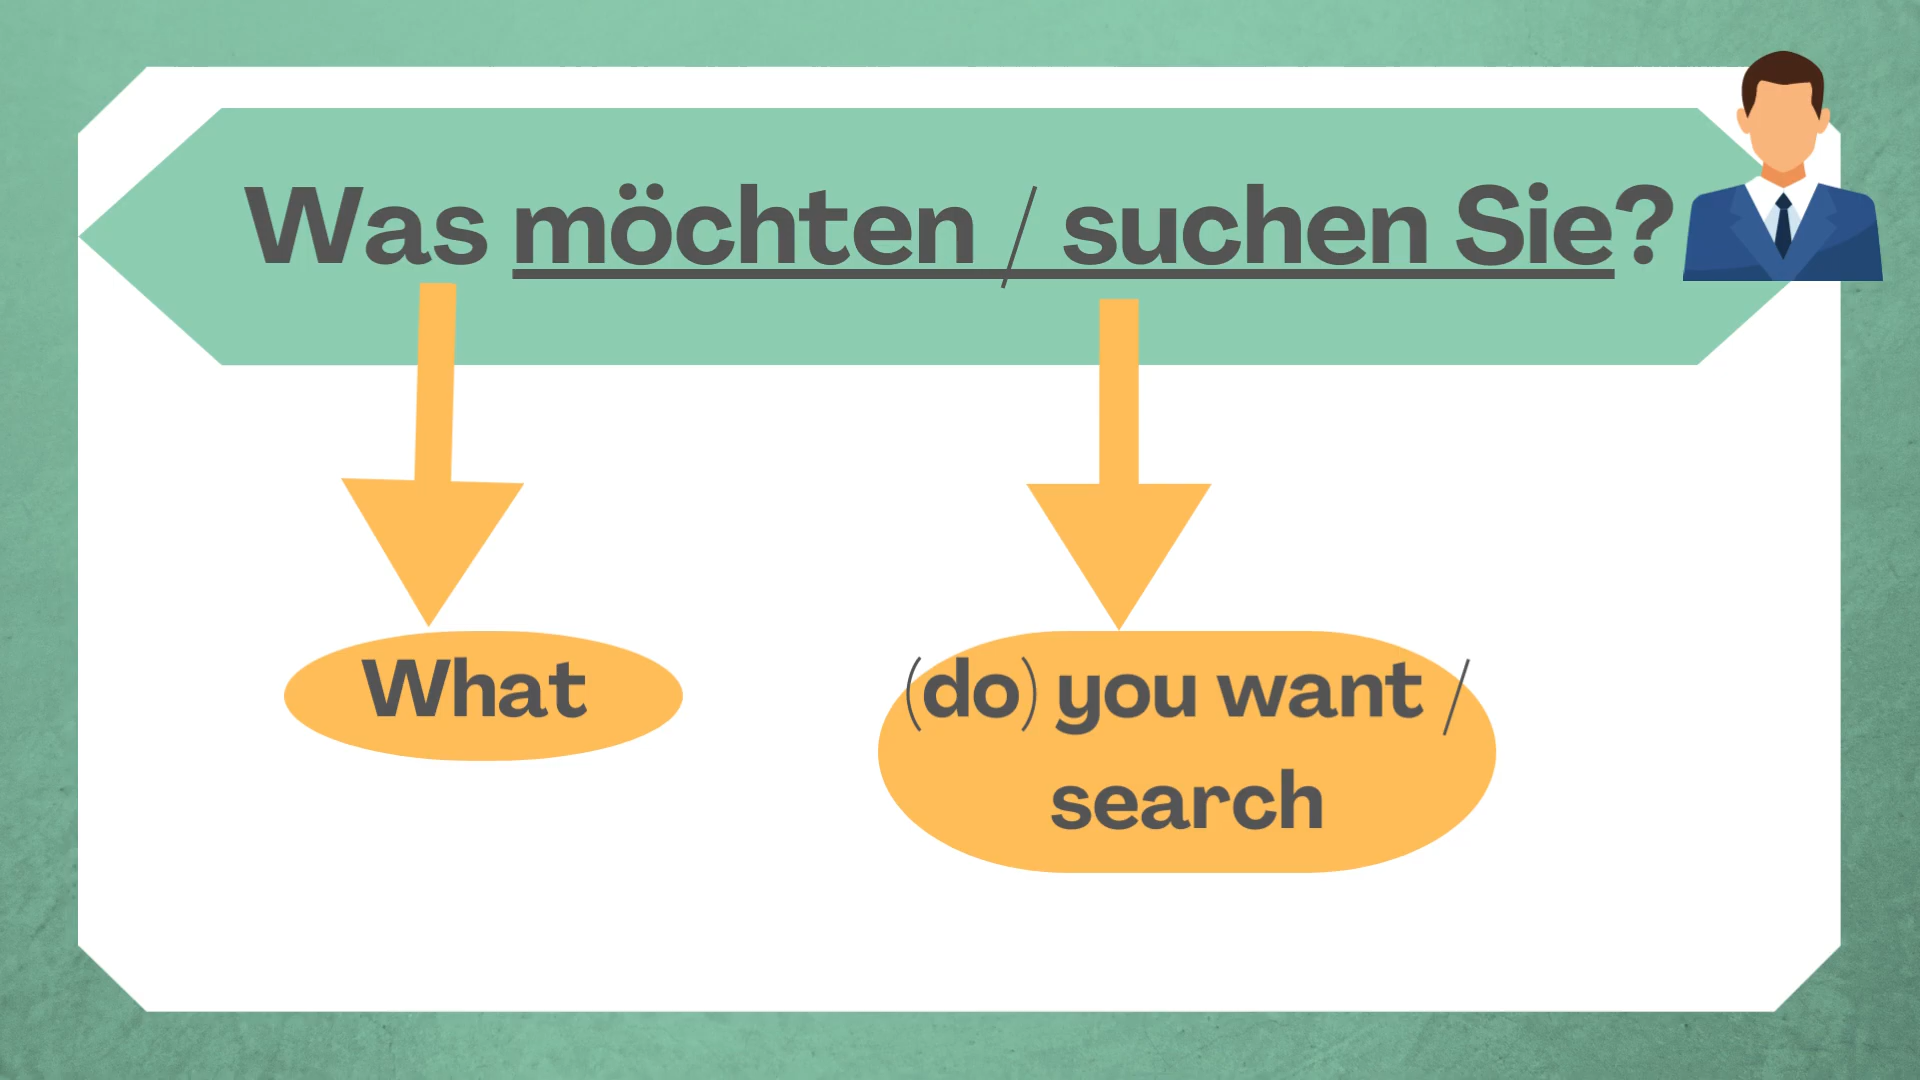 Was möchten / suchen Sie?
What
(do) you want /
search